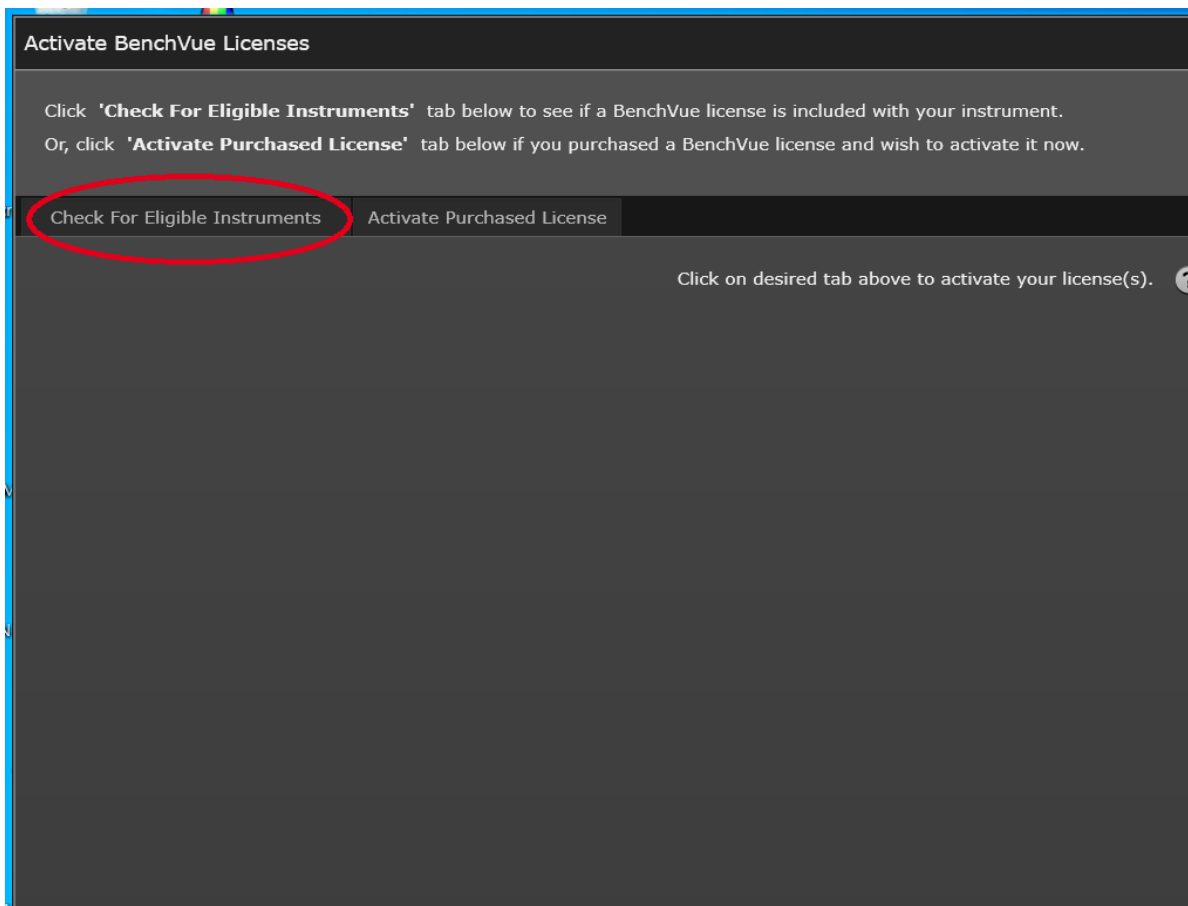 Activate BenchVue Licenses
Click 'Check For Eligible Instruments' tab below to see if a BenchVue license is included with your instrument.
Or, click 'Activate Purchased License' tab below if you purchased a BenchVue license and wish to activate it now.
Check For Eligible Instruments
Activate Purchased License
Click on desired tab above to activate your license(s).